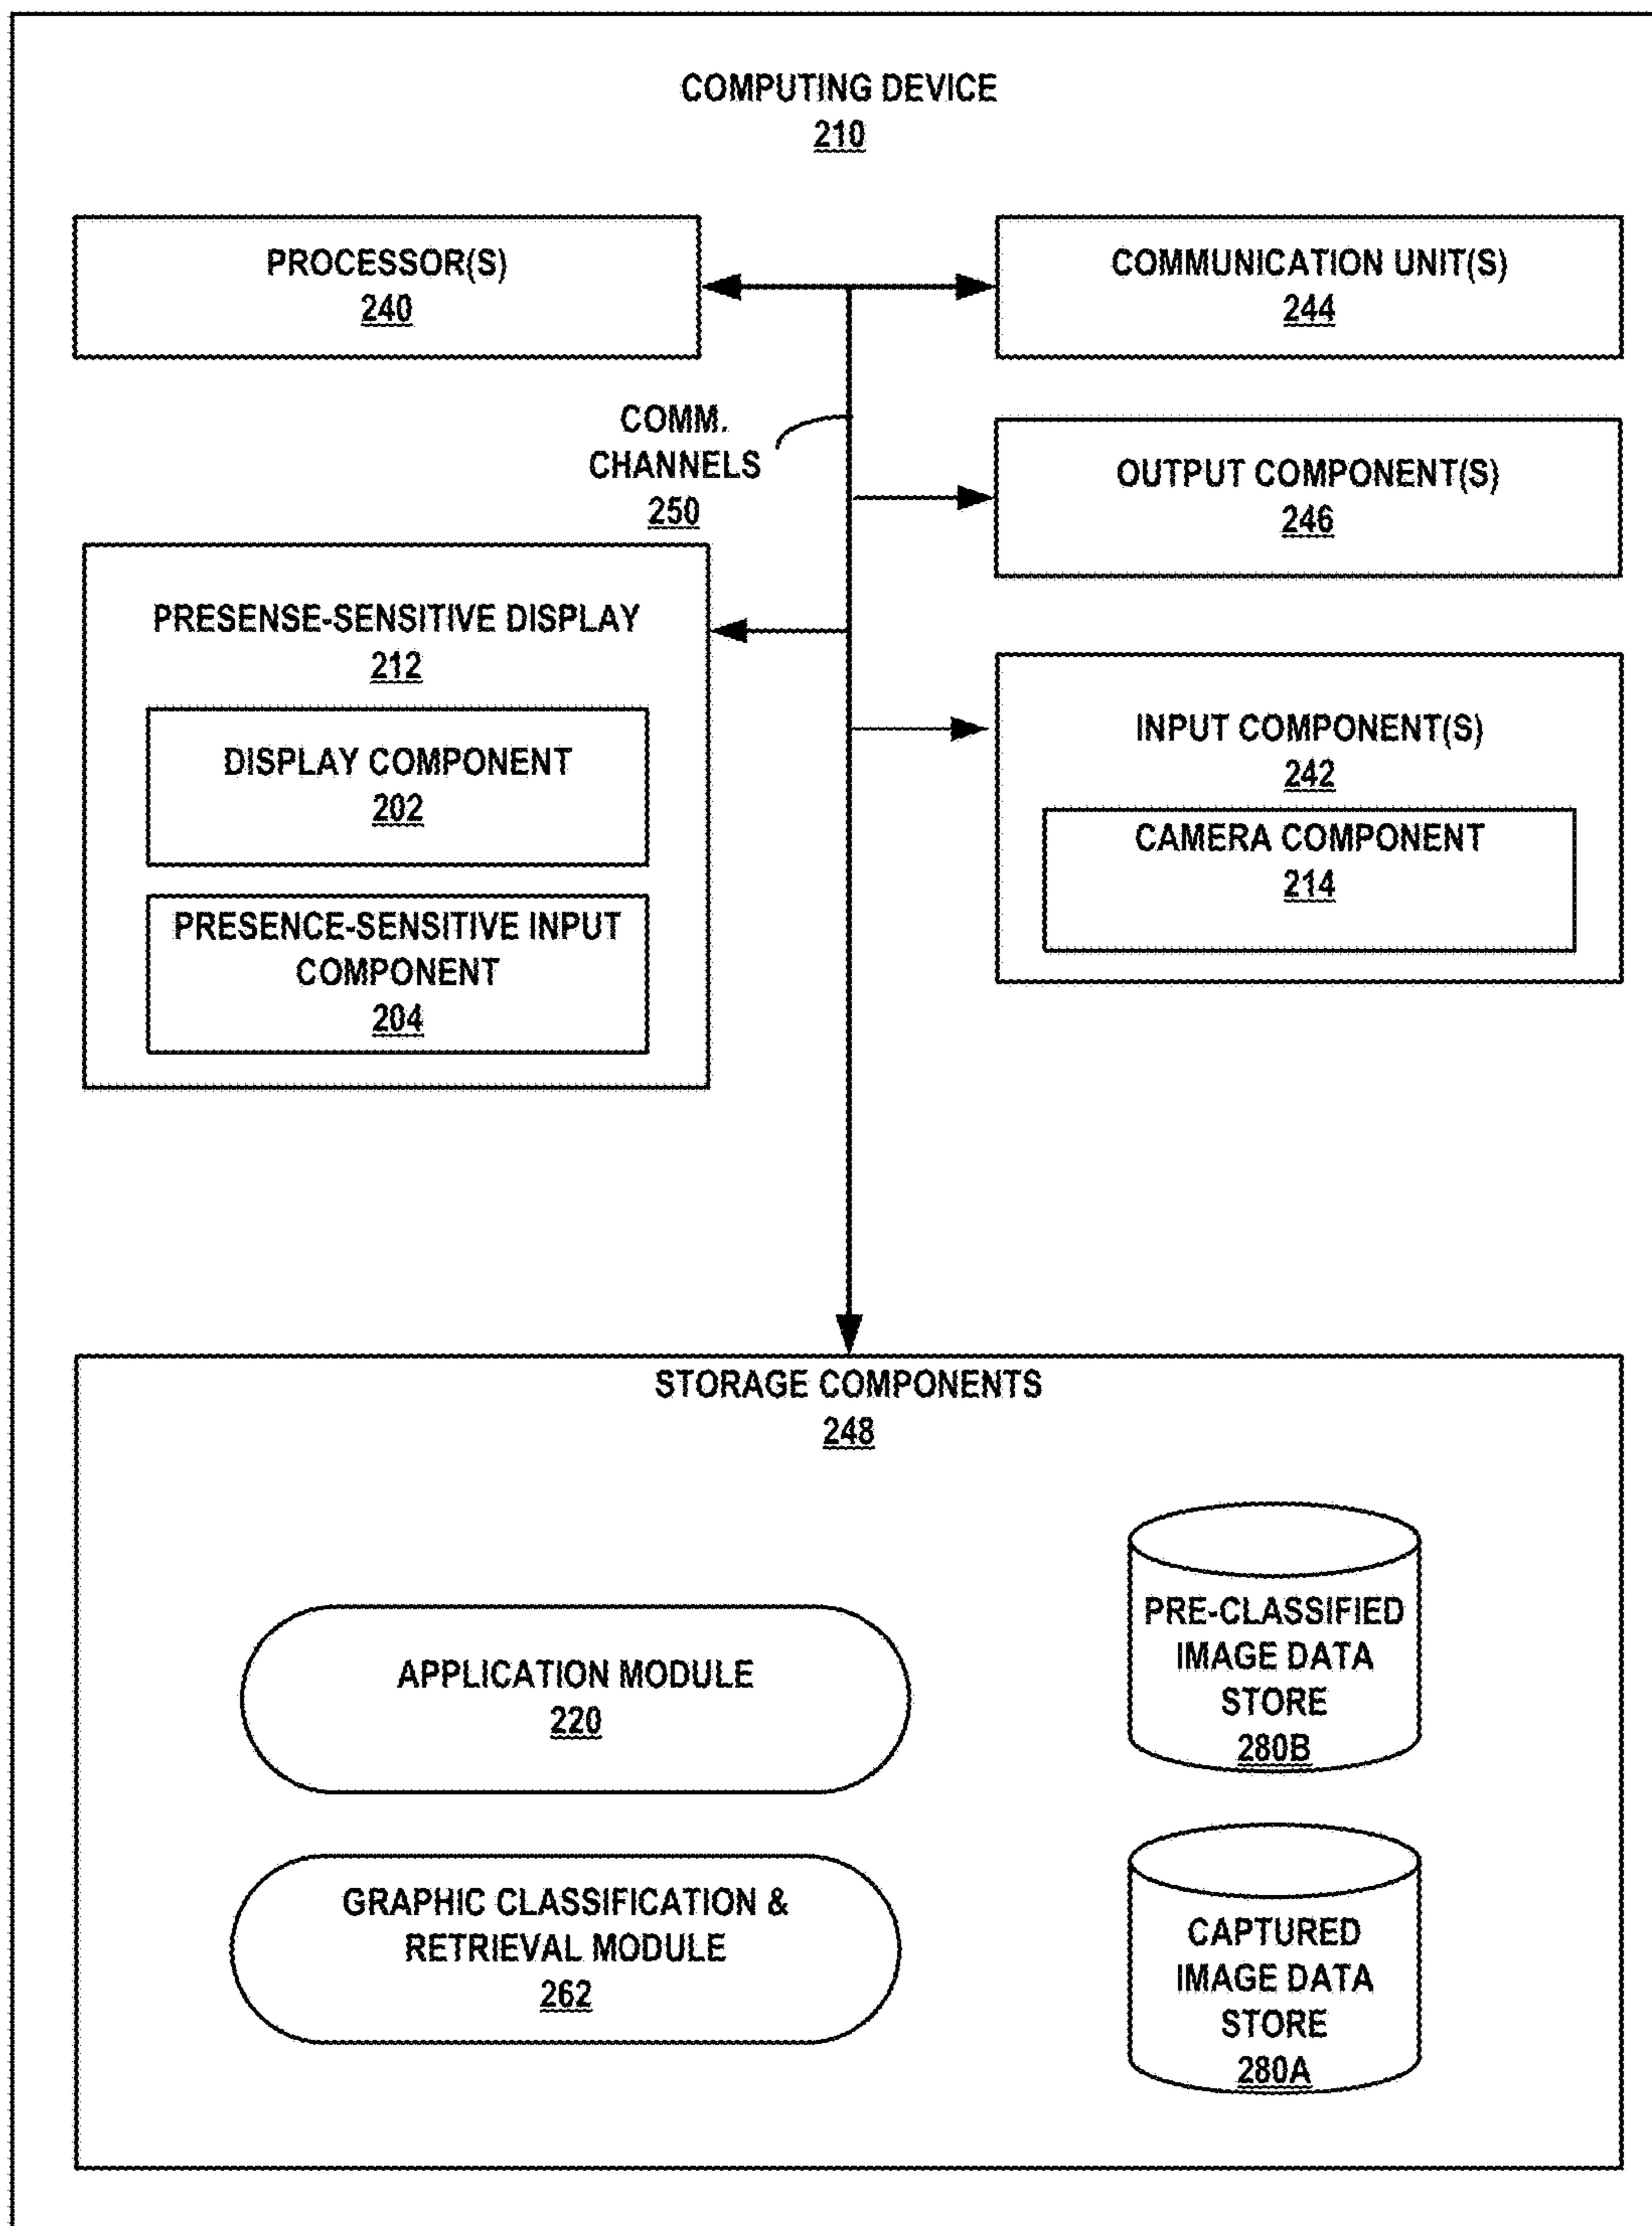 COMPUTING DEVICE
210
PROCESSOR(S)
240
COMMUNICATION UNIT(S)
244
COMM.
CHANNELS
250
OUTPUT COMPONENT(S)
246
PRESENSE-SENSITIVE DISPLAY
212
DISPLAY COMPONENT
202
PRESENCE-SENSITIVE INPUT
COMPONENT
204
INPUT COMPONENT(S)
242
CAMERA COMPONENT
214
STORAGE COMPONENTS
248
APPLICATION MODULE
220
GRAPHIC CLASSIFICATION &
RETRIEVAL MODULE
262
PRE-CLASSIFIED
IMAGE DATA
STORE
280B
CAPTURED
IMAGE DATA
STORE
280A